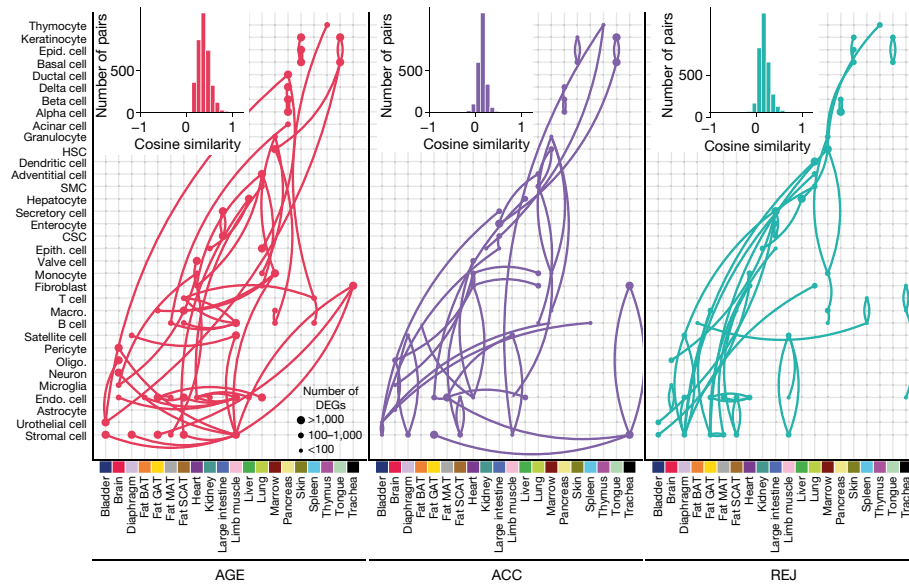 Thymocyte
Keratinocyte
Epid. cell
Basal cell
Ductal cell
Delta cell
Beta cell
Alpha cell
Acinar cell
Granulocyte
HSC
Dendritic cell
Adventitial cell
SMC
Hepatocyte
Secretory cell
Enterocyte
CSC
Epith. cell
Valve cell
Monocyte
Fibroblast
T cell
Macro.
B cell
Satellite cell
Pericyte
Oligo.
Neuron
Microglia
Endo. cell
Astrocyte
Urothelial cell
Stromal cell
Number of pairs
500
0
−1 0 1
Cosine similarity
Number of
DEGs
>1,000
100–1,000
<100
Bladder
Brain
Diaphragm
Fat BAT
Fat GAT
Fat MAT
Fat SCAT
Heart
Kidney
Large intestine
Limb muscle
Liver
Lung
Marrow
Pancreas
Skin
Spleen
Thymus
Tongue
Trachea
AGE
Number of pairs
500
0
−1 0 1
Cosine similarity
Bladder
Brain
Diaphragm
Fat BAT
Fat GAT
Fat MAT
Fat SCAT
Heart
Kidney
Large intestine
Limb muscle
Liver
Lung
Marrow
Pancreas
Skin
Spleen
Thymus
Tongue
Trachea
ACC
Number of pairs
500
0
−1 0 1
Cosine similarity
Bladder
Brain
Diaphragm
Fat BAT
Fat GAT
Fat MAT
Fat SCAT
Heart
Kidney
Large intestine
Limb muscle
Liver
Lung
Marrow
Pancreas
Skin
Spleen
Thymus
Tongue
Trachea
REJ